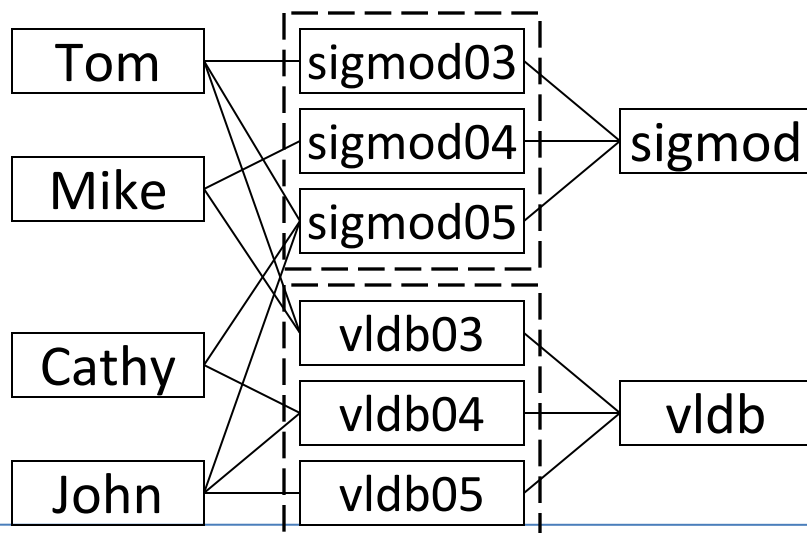 Tom
Mike
Cathy
John
sigmod03
sigmod04
sigmod05
vldb03
vldb04
vldb05
sigmod
vldb